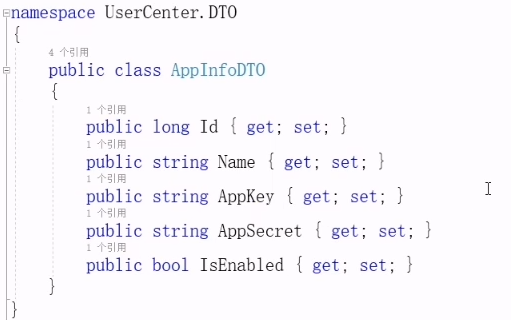 namespace UserCenter.DTO
{
4 个引用
public class AppInfoDTO
{
1 个引用
public long Id { get; set; }
1 个引用
public string Name { get; set; }
1 个引用
public string AppKey { get; set; }
1 个引用
public string AppSecret { get; set; }
1 个引用
public bool IsEnabled { get; set; }
}
}